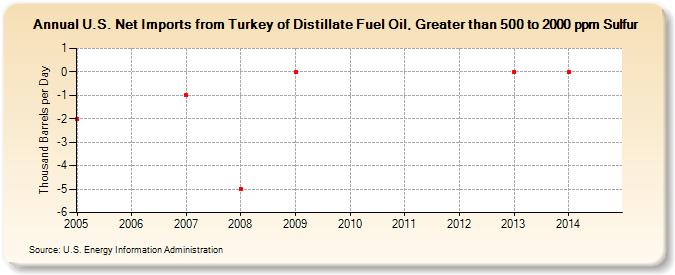 Annual U.S. Net Imports from Turkey of Distillate Fuel Oil, Greater than 500 to 2000 ppm Sulfur
Thousand Barrels per Day
1
0
-1
-2
-3
-4
-5
-6
2005 2006 2007 2008 2009 2010 2011 2012 2013 2014
Source: U.S. Energy Information Administration